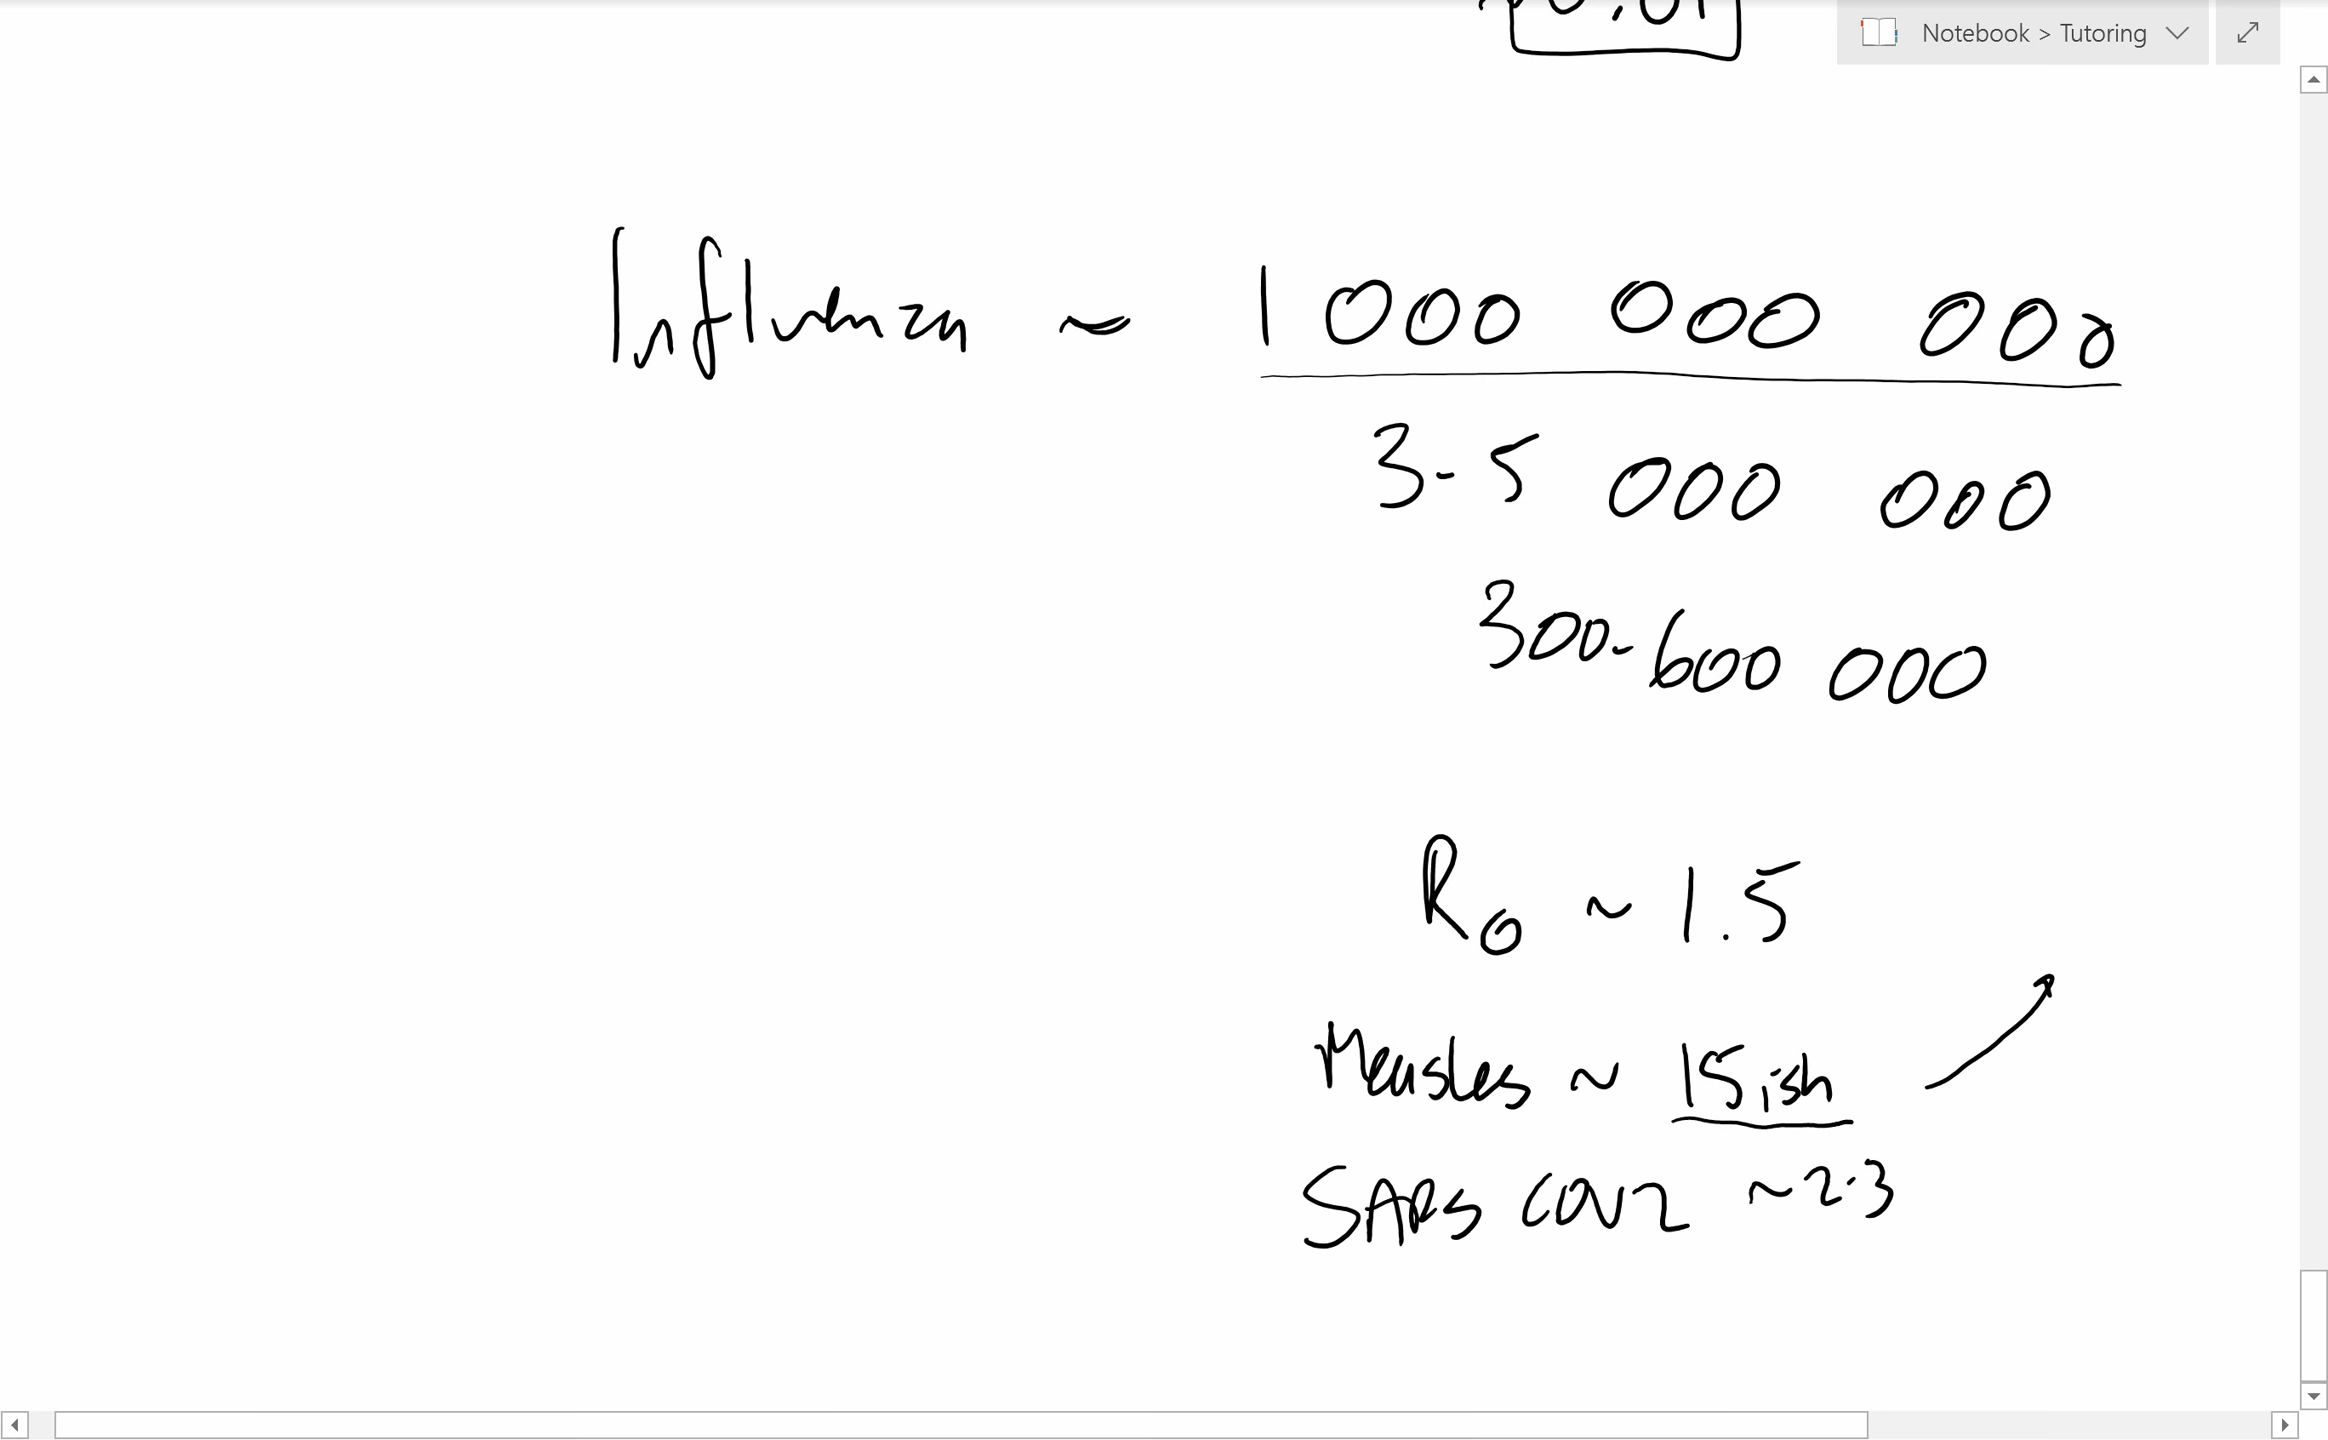 Notebook > Tutoring
Influenza ~ 1 000 000 000
3-5 000 000
300-600 000
R0 ~ 1.5
Measles ~ 15ish
SARS COV2 ~2-3